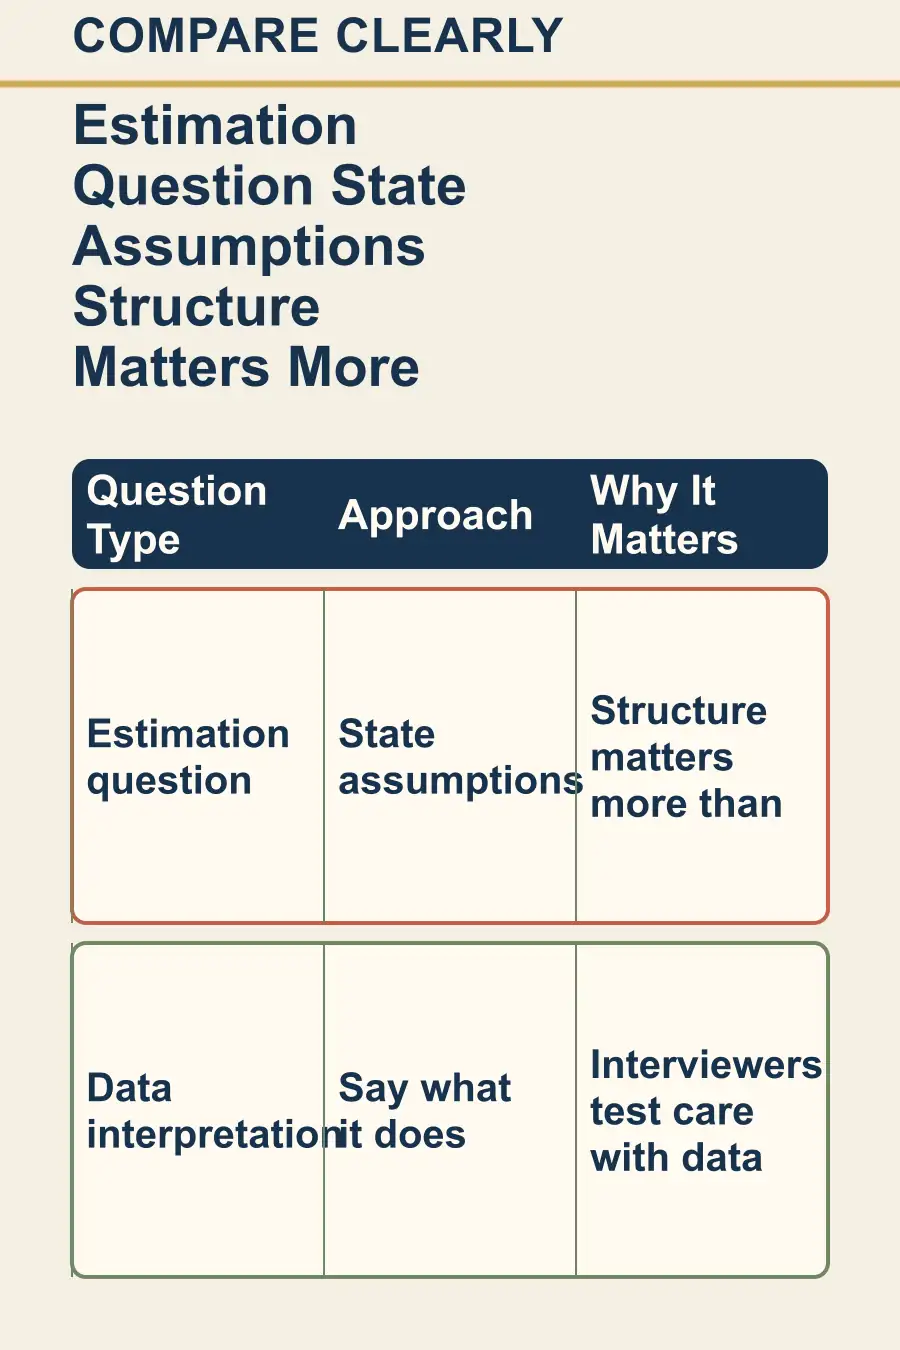 COMPARE CLEARLY
Estimation
Question State
Assumptions
Structure
Matters More
Question
Type
Approach
Why It
Matters
Estimation
question
State
assumptions
Structure
matters
more than
Data
interpretation
Say what
it does
Interviewers
test care
with data